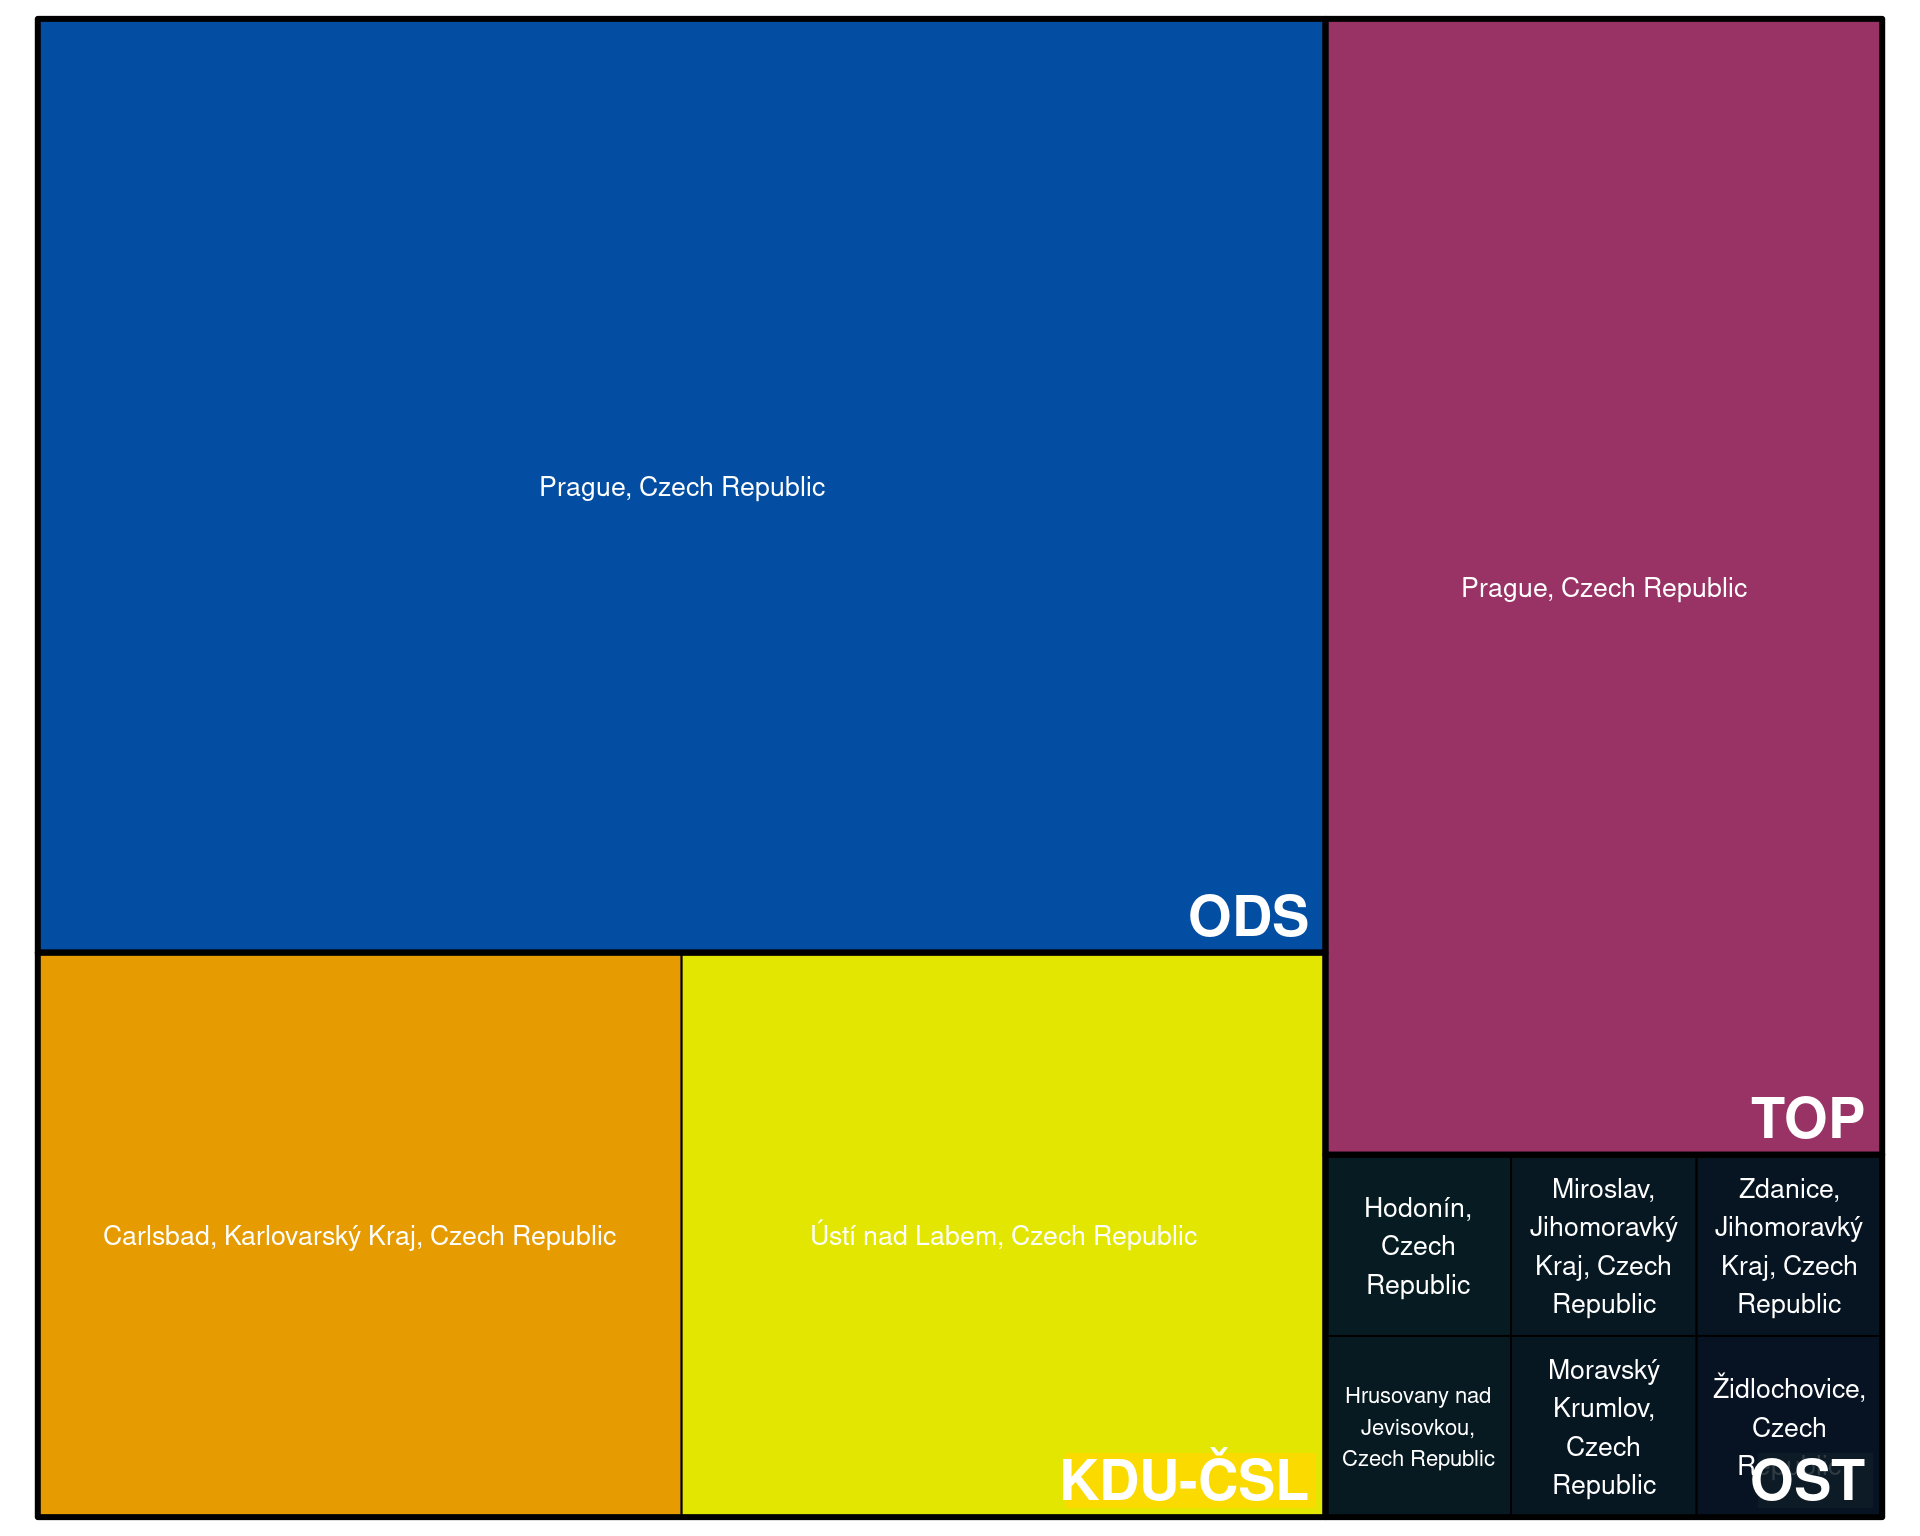 Prague, Czech Republic
ODS
Prague, Czech Republic
TOP
Carlsbad, Karlovarský Kraj, Czech Republic
Ústí nad Labem, Czech Republic
KDU-ČSL
Hodonín,
Czech
Republic
Miroslav,
Jihomoravký
Kraj, Czech
Republic
Zdanice,
Jihomoravký
Kraj, Czech
Republic
Hrusovany nad
Jevisovkou,
Czech Republic
Moravský
Krumlov,
Czech
Republic
Židlochovice,
Czech
Republic
OST